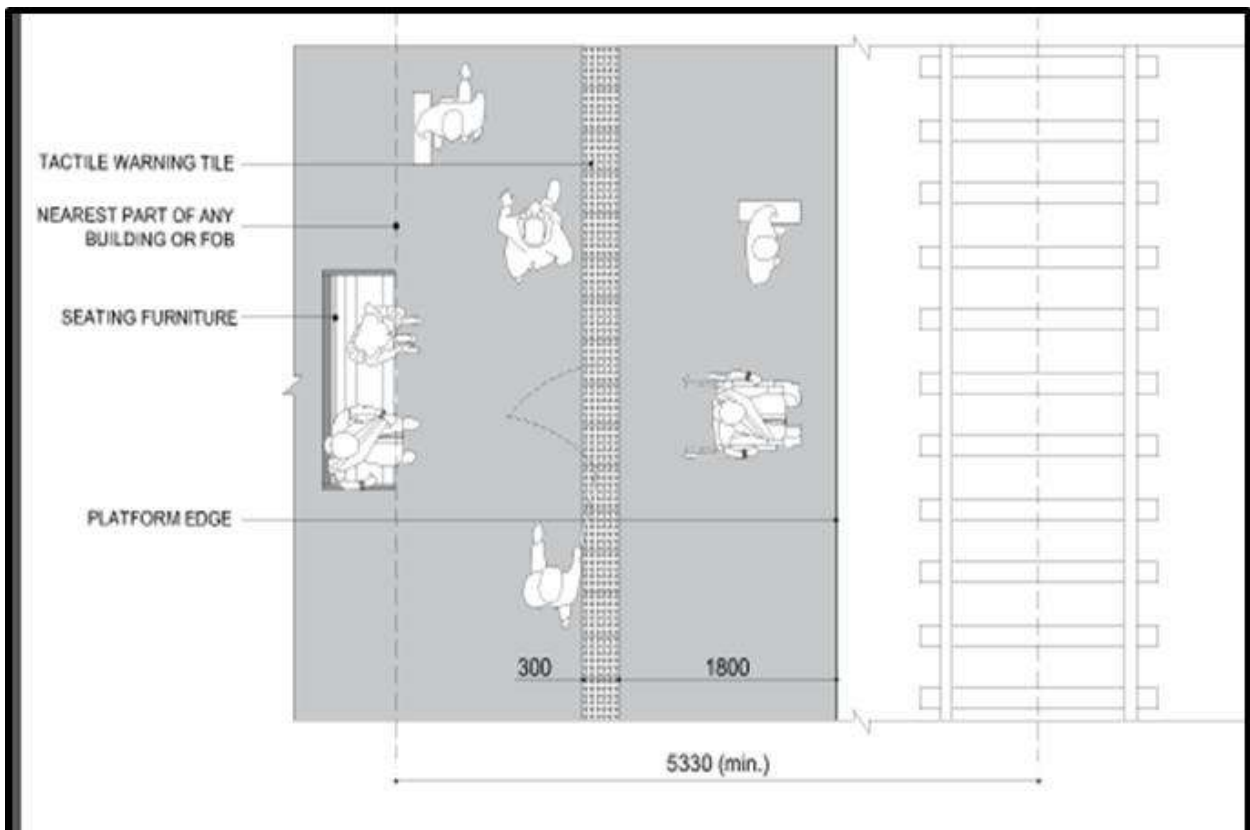 TACTILE WARNING TILE
NEAREST PART OF ANY
BUILDING OR FOB
SEATING FURNITURE
PLATFORM EDGE
300
1800
5330 (min.)